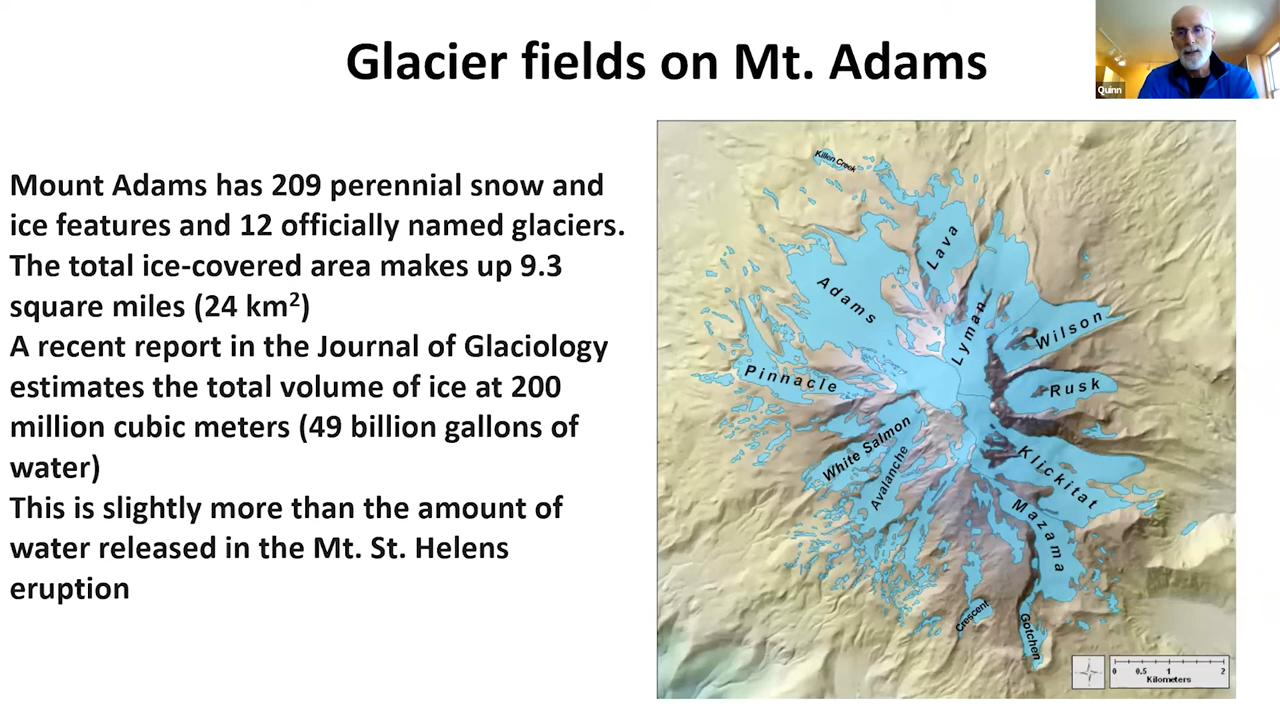 Glacier fields on Mt. Adams
Quinn
Mount Adams has 209 perennial snow and
ice features and 12 officially named glaciers.
The total ice-covered area makes up 9.3
square miles (24 km²)
A recent report in the Journal of Glaciology
estimates the total volume of ice at 200
million cubic meters (49 billion gallons of
water)
This is slightly more than the amount of
water released in the Mt. St. Helens
eruption
Killen Creek
Lava
Adams
Lyman
Wilson
Pinnacle
Rusk
White Salmon
Avalanche
Klickitat
Mazama
Crescent
Gotchen
0 0.5 1 2
Kilometers